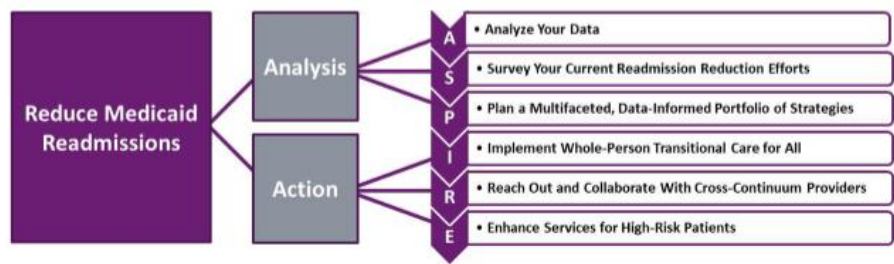 Reduce Medicaid
Readmissions
Analysis
Action
A
• Analyze Your Data
S
• Survey Your Current Readmission Reduction Efforts
P
• Plan a Multifaceted, Data-Informed Portfolio of Strategies
I
• Implement Whole-Person Transitional Care for All
R
• Reach Out and Collaborate With Cross-Continuum Providers
E
• Enhance Services for High-Risk Patients